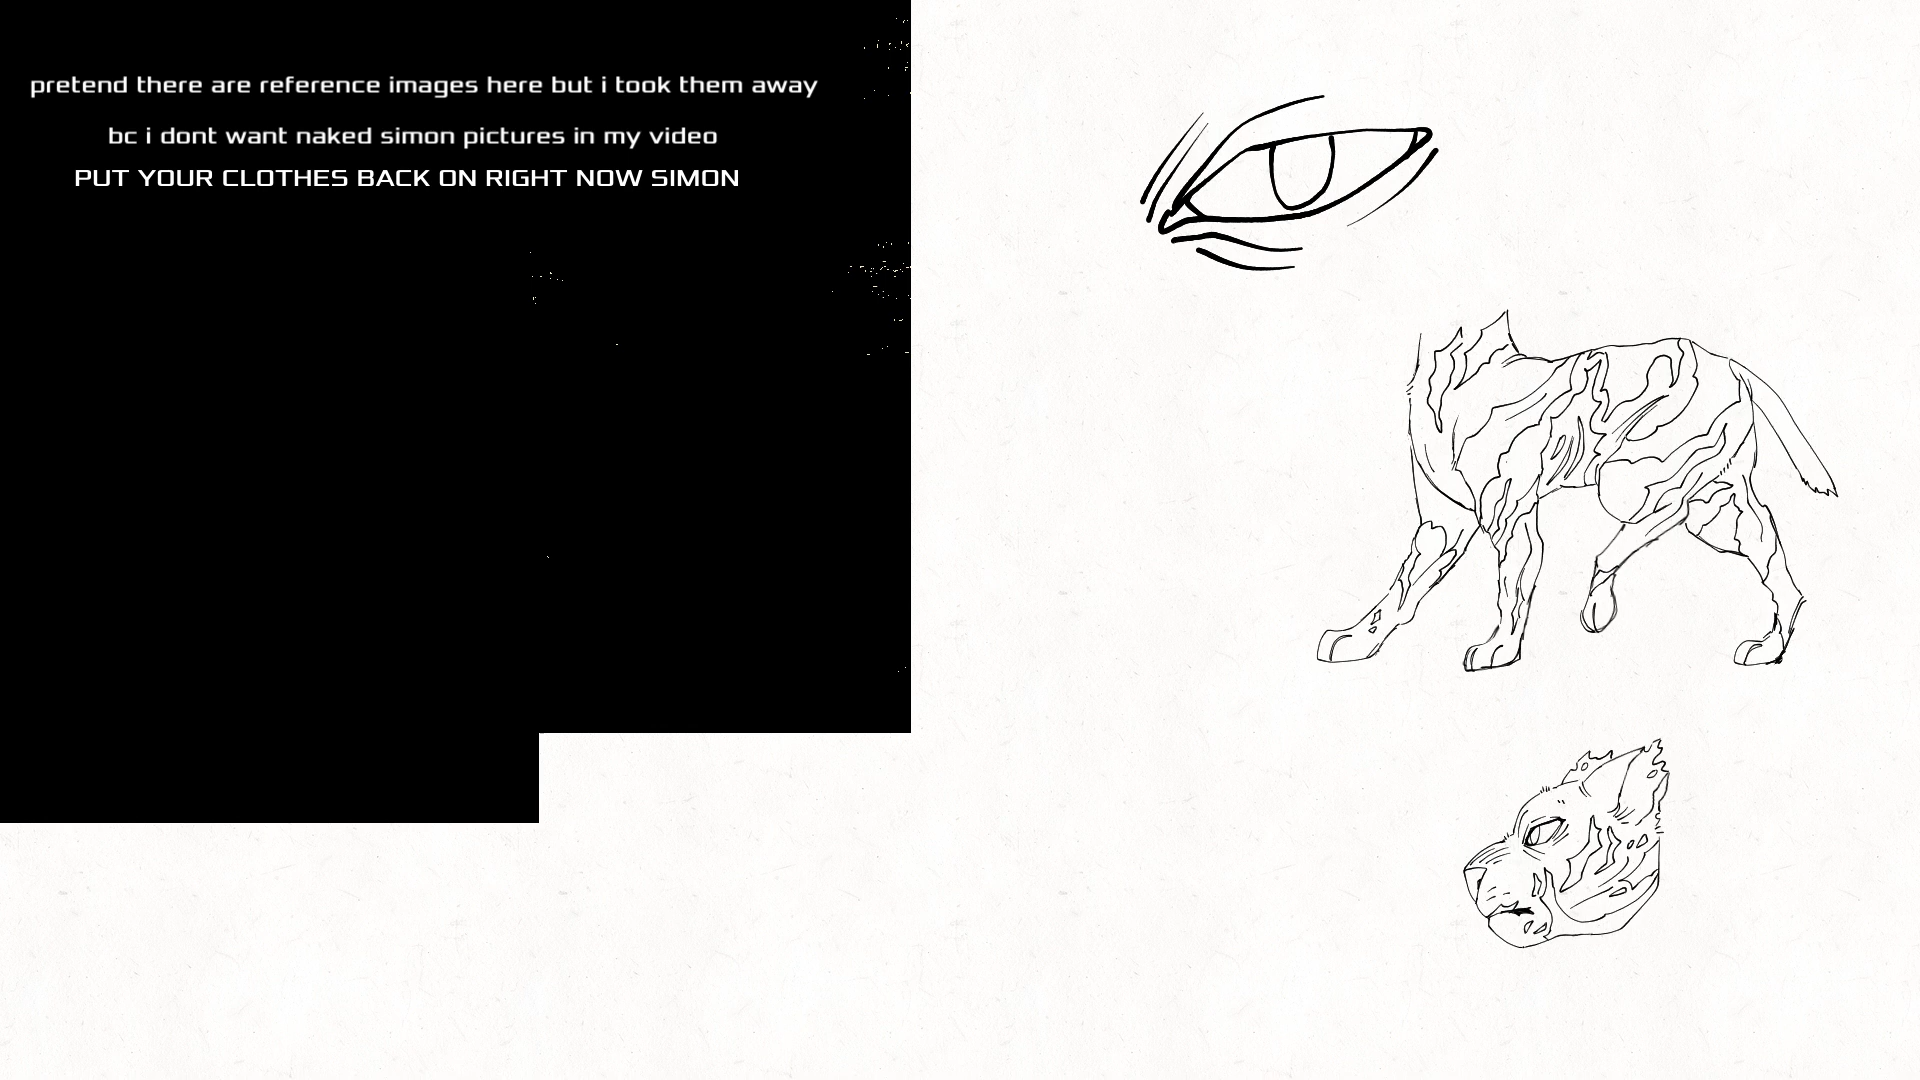 pretend there are reference images here but i took them away
bc i dont want naked simon pictures in my video
PUT YOUR CLOTHES BACK ON RIGHT NOW SIMON